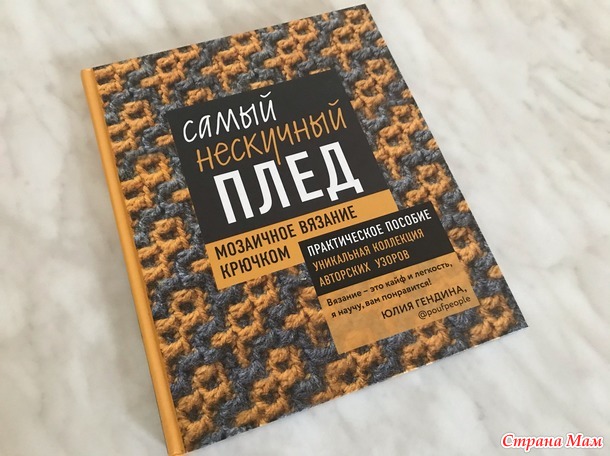 самый
нескучный
ПЛЕД
МОЗАИЧНОЕ ВЯЗАНИЕ
КРЮЧКОМ
ПРАКТИЧЕСКОЕ ПОСОБИЕ
УНИКАЛЬНАЯ КОЛЛЕКЦИЯ
АВТОРСКИХ УЗОРОВ
Вязание – это кайф и легкость,
я научу, вам понравится!
ЮЛИЯ ГЕНДИНА,
@poufpeople
Страна Мам